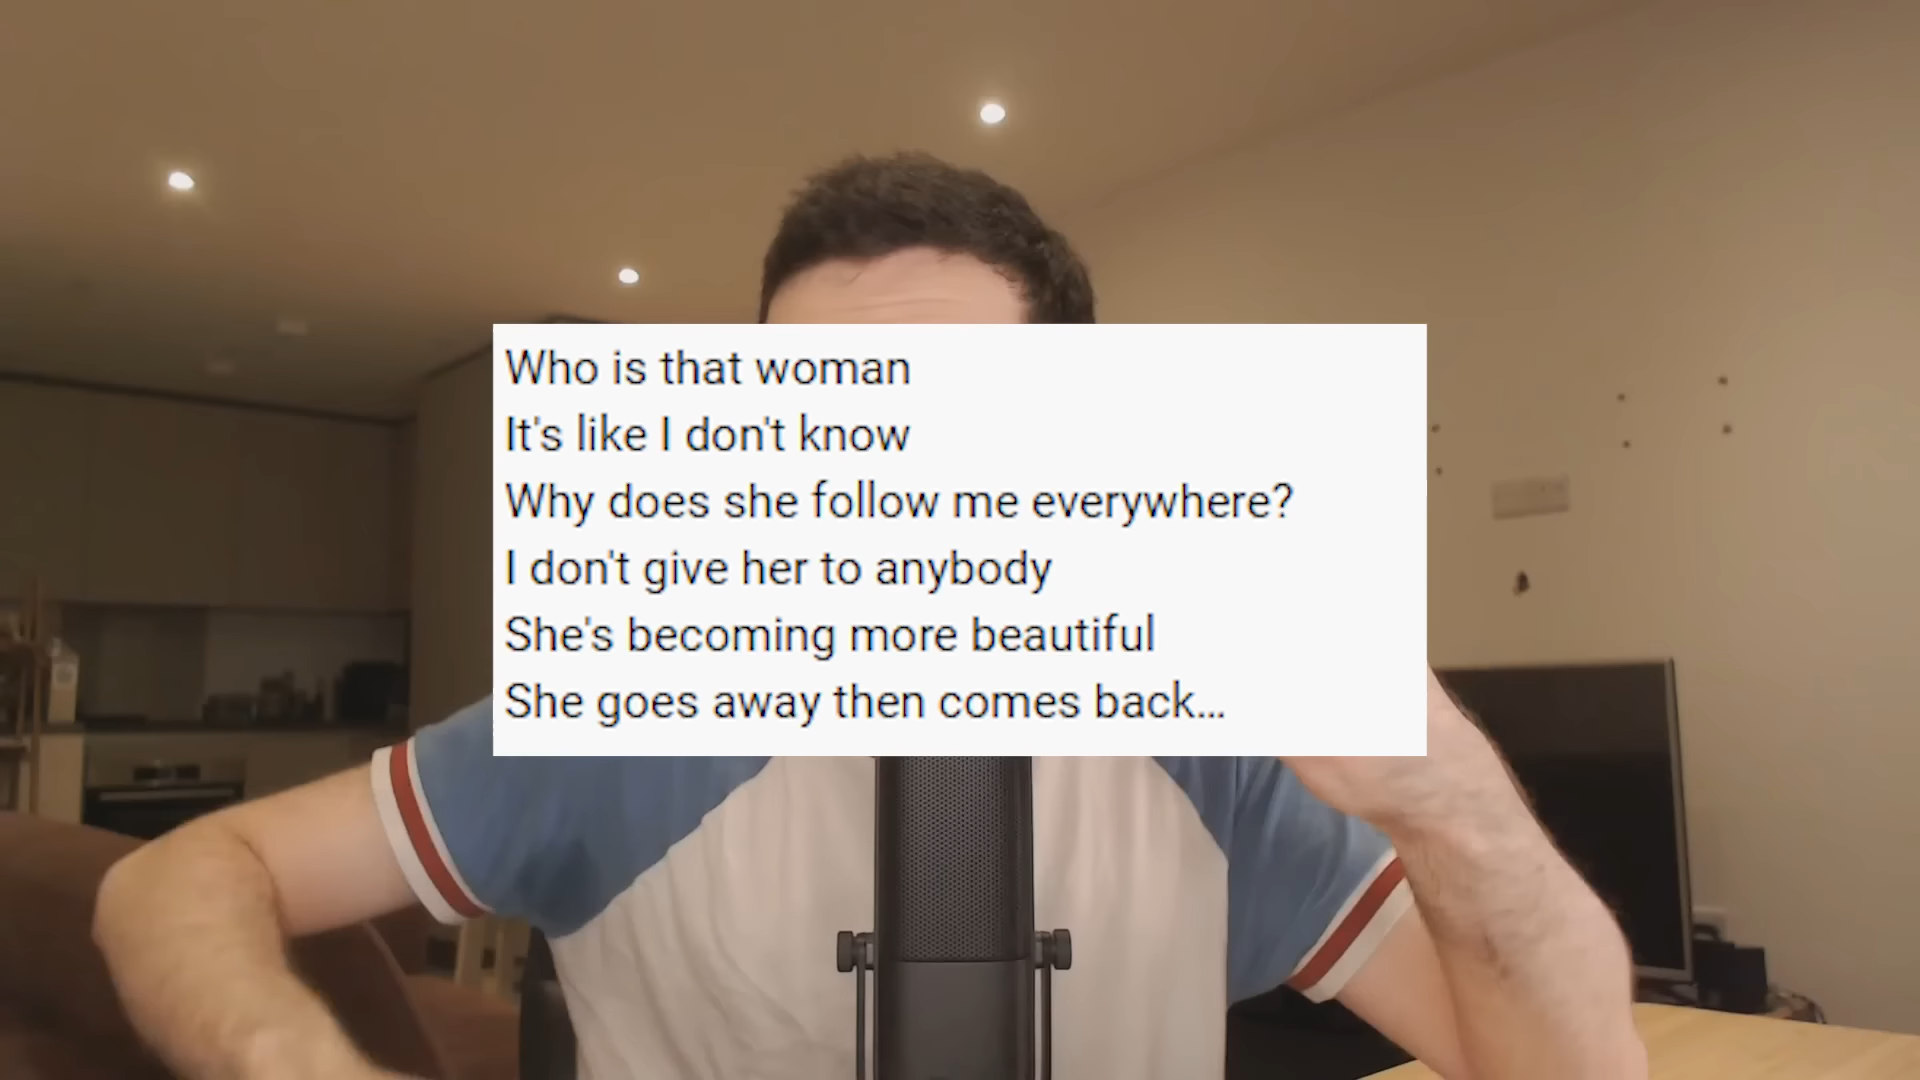 Who is that woman
It's like I don't know
Why does she follow me everywhere?
I don't give her to anybody
She's becoming more beautiful
She goes away then comes back...